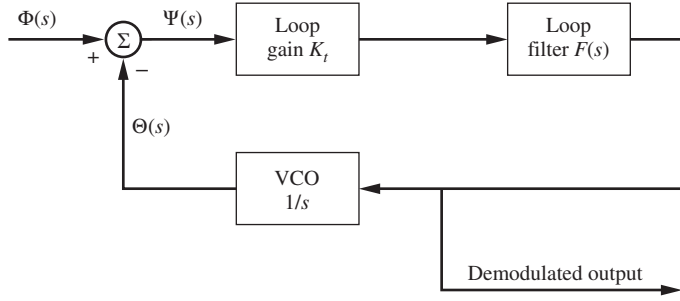 Φ(s)
Ψ(s)
Σ
+
−
Loop
gain K_t
Loop
filter F(s)
Θ(s)
VCO
1/s
Demodulated output